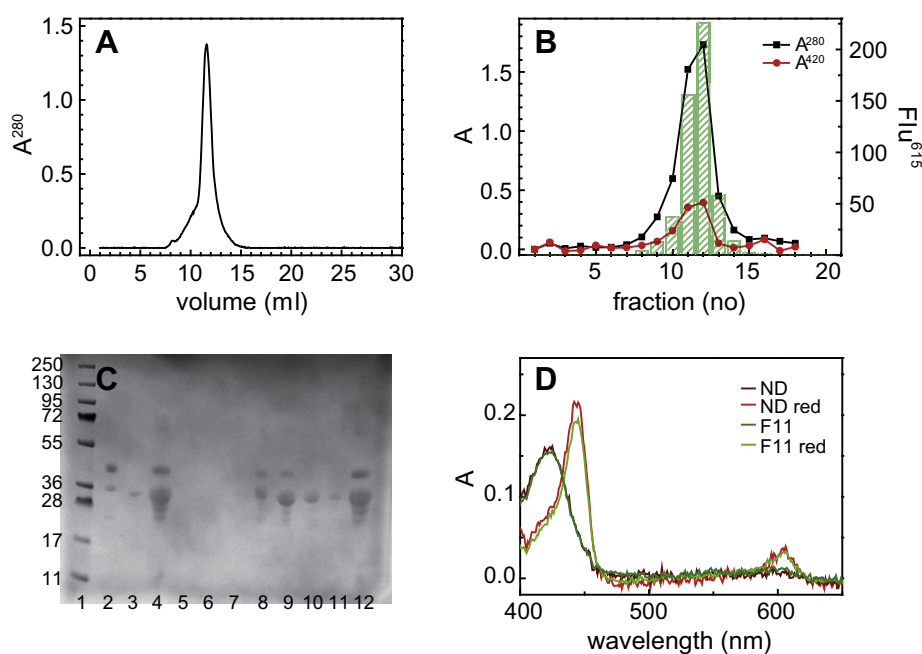 A
1.5
1.0
0.5
0.0
A280
0 5 10 15 20 25 30
volume (ml)
B
A280
A420
1.5
1.0
0.5
0.0
A
200
150
100
50
Flu615
5 10 15 20
fraction (no)
C
250
130
95
72
55
36
28
17
11
1 2 3 4 5 6 7 8 9 10 11 12
D
ND
ND red
F11
F11 red
0.2
0.1
0.0
A
400 500 600
wavelength (nm)